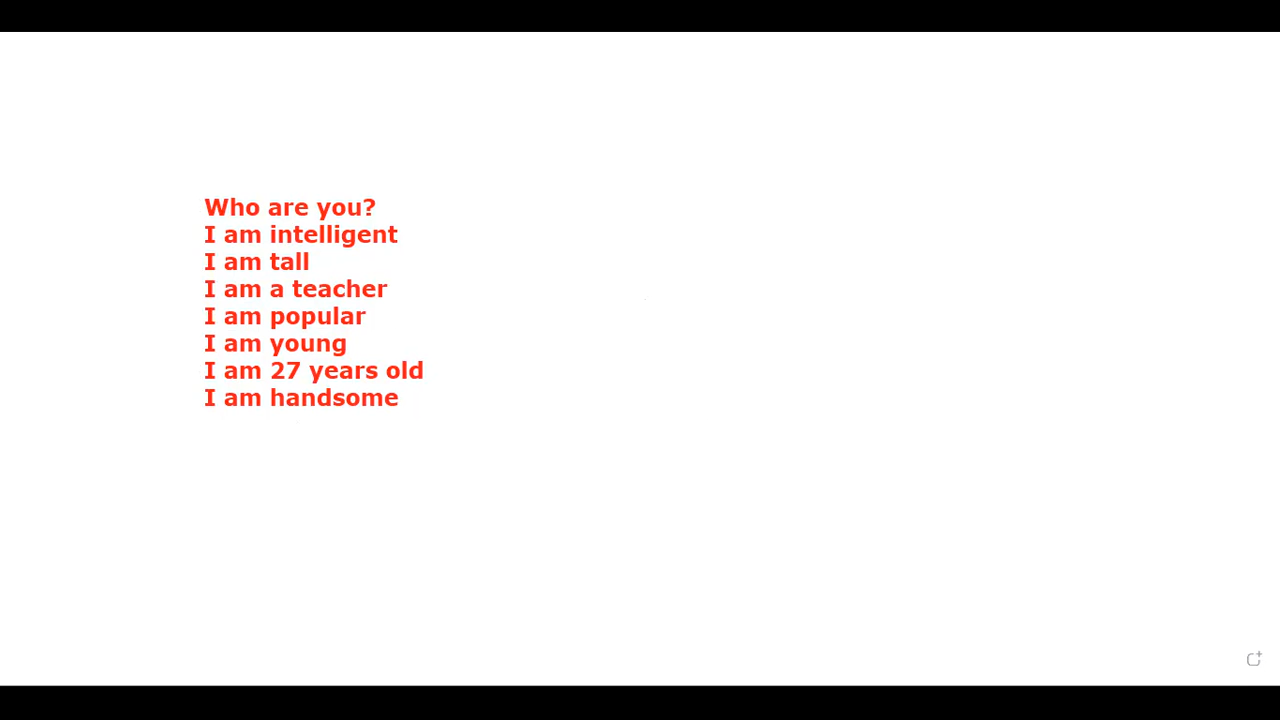 Who are you?
I am intelligent
I am tall
I am a teacher
I am popular
I am young
I am 27 years old
I am handsome